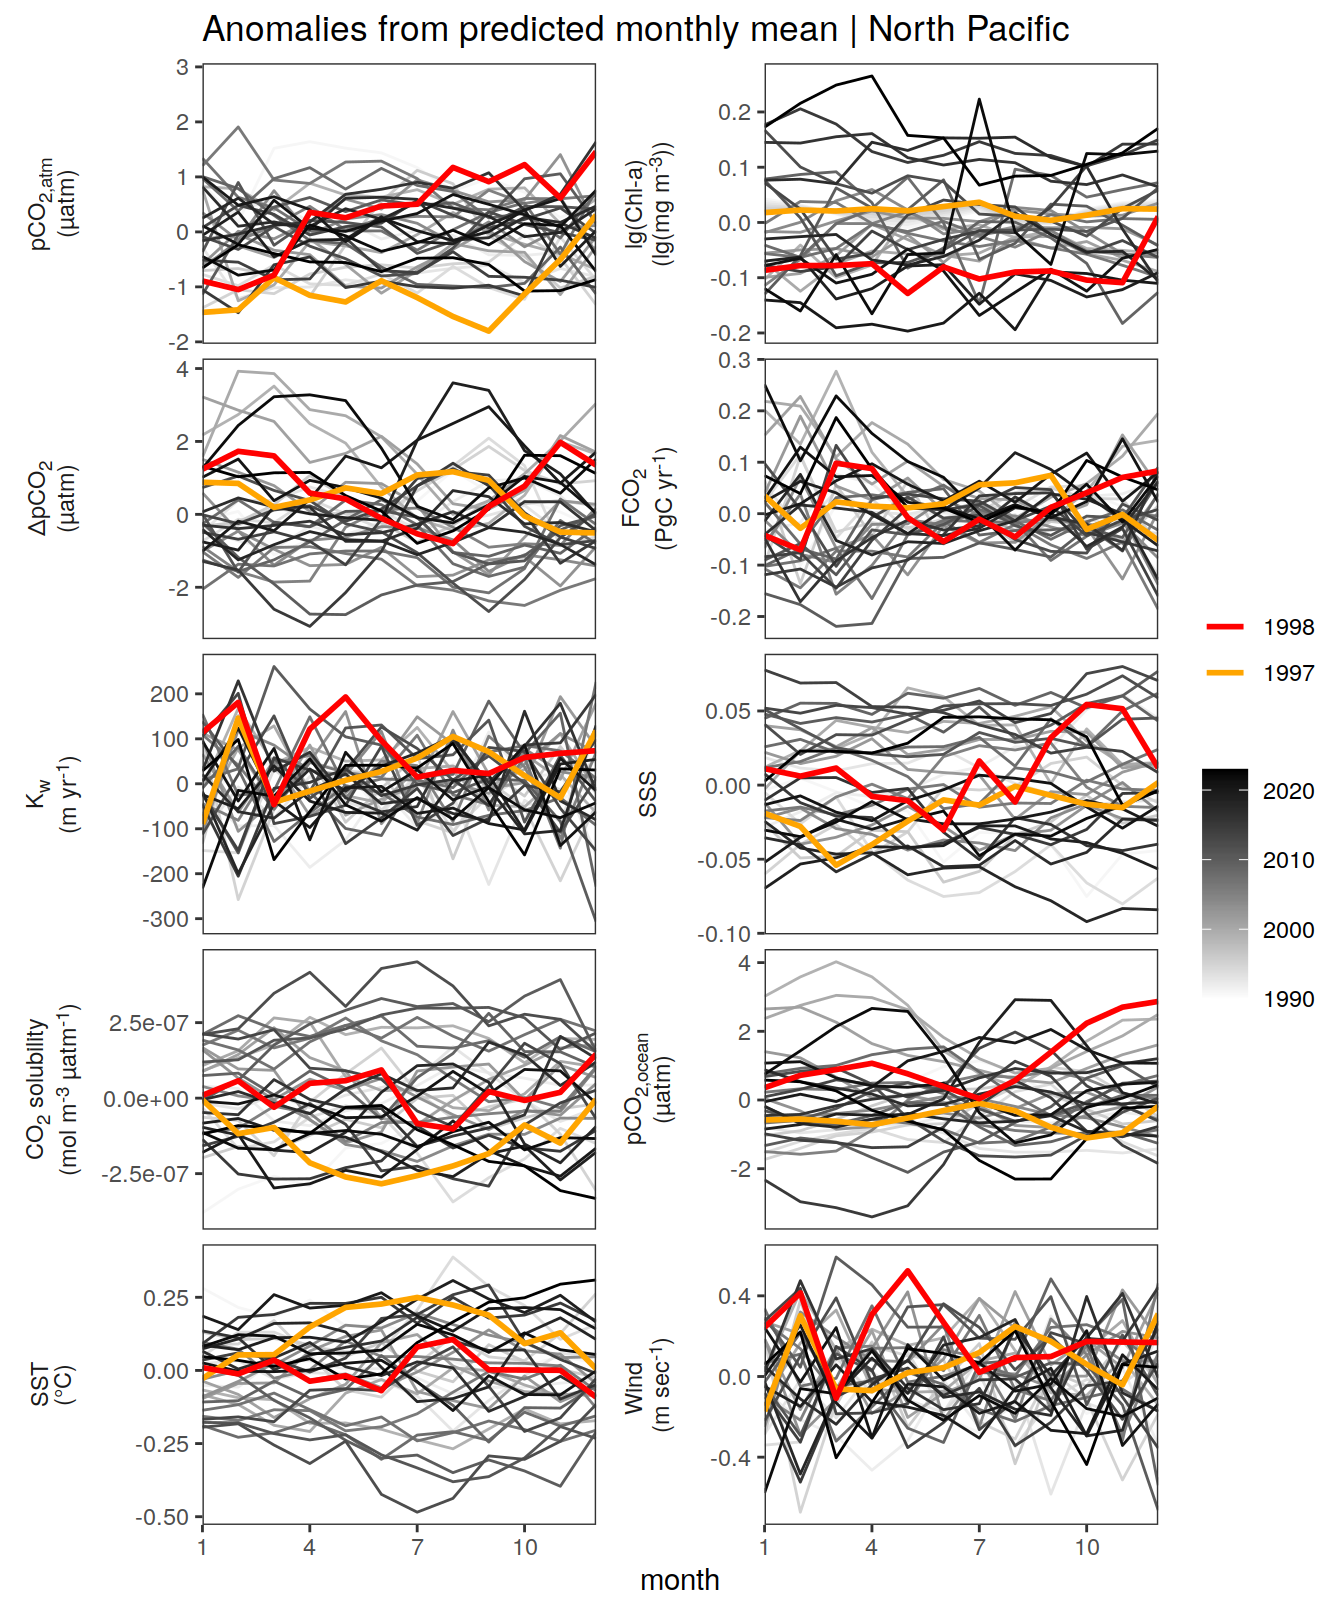 Anomalies from predicted monthly mean | North Pacific
pCO2,atm
(µatm)
3
2
1
0
-1
-2
lg(Chl-a)
(lg(mg m-3))
0.2
0.1
0.0
-0.1
-0.2
ΔpCO2
(µatm)
4
2
0
-2
FCO2
(PgC yr-1)
0.3
0.2
0.1
0.0
-0.1
-0.2
Kw
(m yr-1)
200
100
0
-100
-200
-300
SSS
0.05
0.00
-0.05
-0.10
CO2 solubility
(mol m-3 µatm-1)
2.5e-07
0.0e+00
-2.5e-07
pCO2,ocean
(µatm)
4
2
0
-2
SST
(°C)
0.25
0.00
-0.25
-0.50
1 4 7 10
Wind
(m sec-1)
0.4
0.0
-0.4
1 4 7 10
month
1998
1997
2020
2010
2000
1990